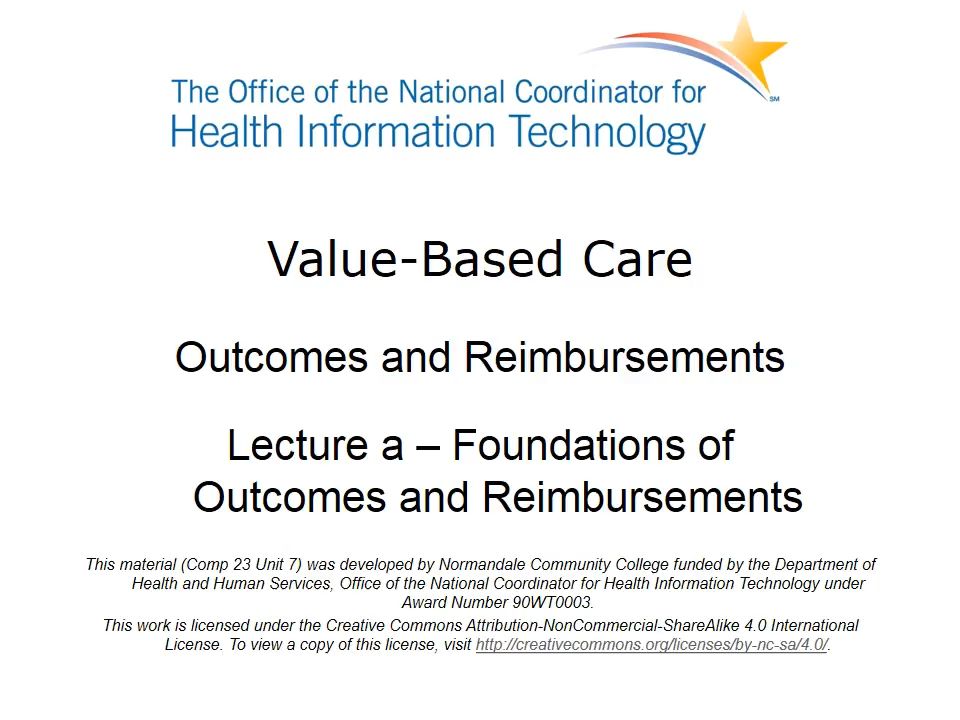 The Office of the National Coordinator for
Health Information Technology
SM
Value-Based Care
Outcomes and Reimbursements
Lecture a – Foundations of
Outcomes and Reimbursements
This material (Comp 23 Unit 7) was developed by Normandale Community College funded by the Department of
Health and Human Services, Office of the National Coordinator for Health Information Technology under
Award Number 90WT0003.
This work is licensed under the Creative Commons Attribution-NonCommercial-ShareAlike 4.0 International
License. To view a copy of this license, visit http://creativecommons.org/licenses/by-nc-sa/4.0/.